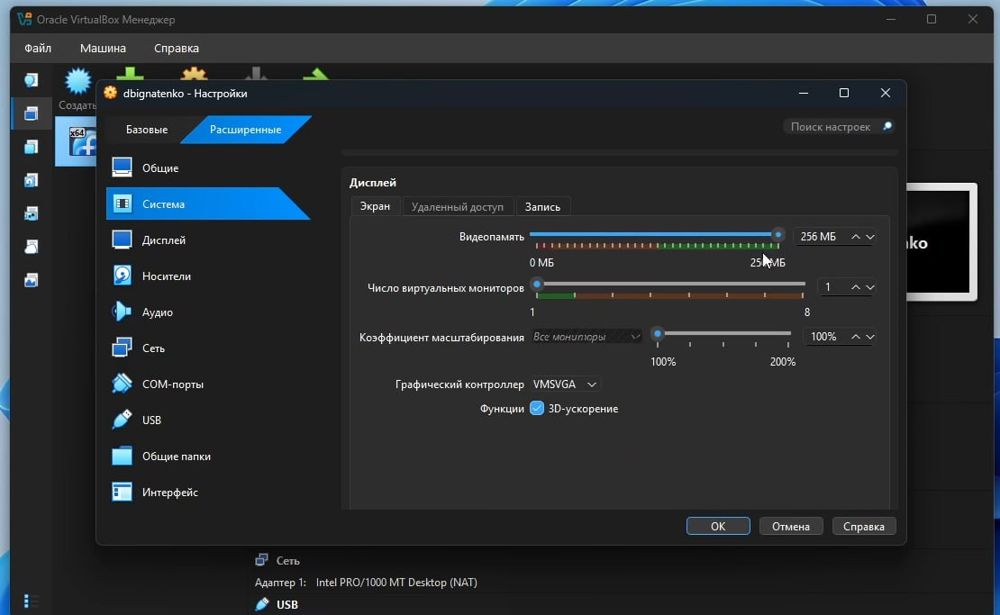 Oracle VirtualBox Менеджер
Файл Машина Справка
Создать
x64
dbignatenko - Настройки
Базовые Расширенные
Поиск настроек
Общие
Система
Дисплей
Носители
Аудио
Сеть
COM-порты
USB
Общие папки
Интерфейс
Дисплей
Экран Удаленный доступ Запись
Видеопамять 256 МБ
0 МБ
Число виртуальных мониторов 1
1 8
Коэффициент масштабирования Все мониторы 100%
100% 200%
Графический контроллер VMSVGA
Функции 3D-ускорение
OK Отмена Справка
nko
Сеть
Адаптер 1: Intel PRO/1000 MT Desktop (NAT)
USB